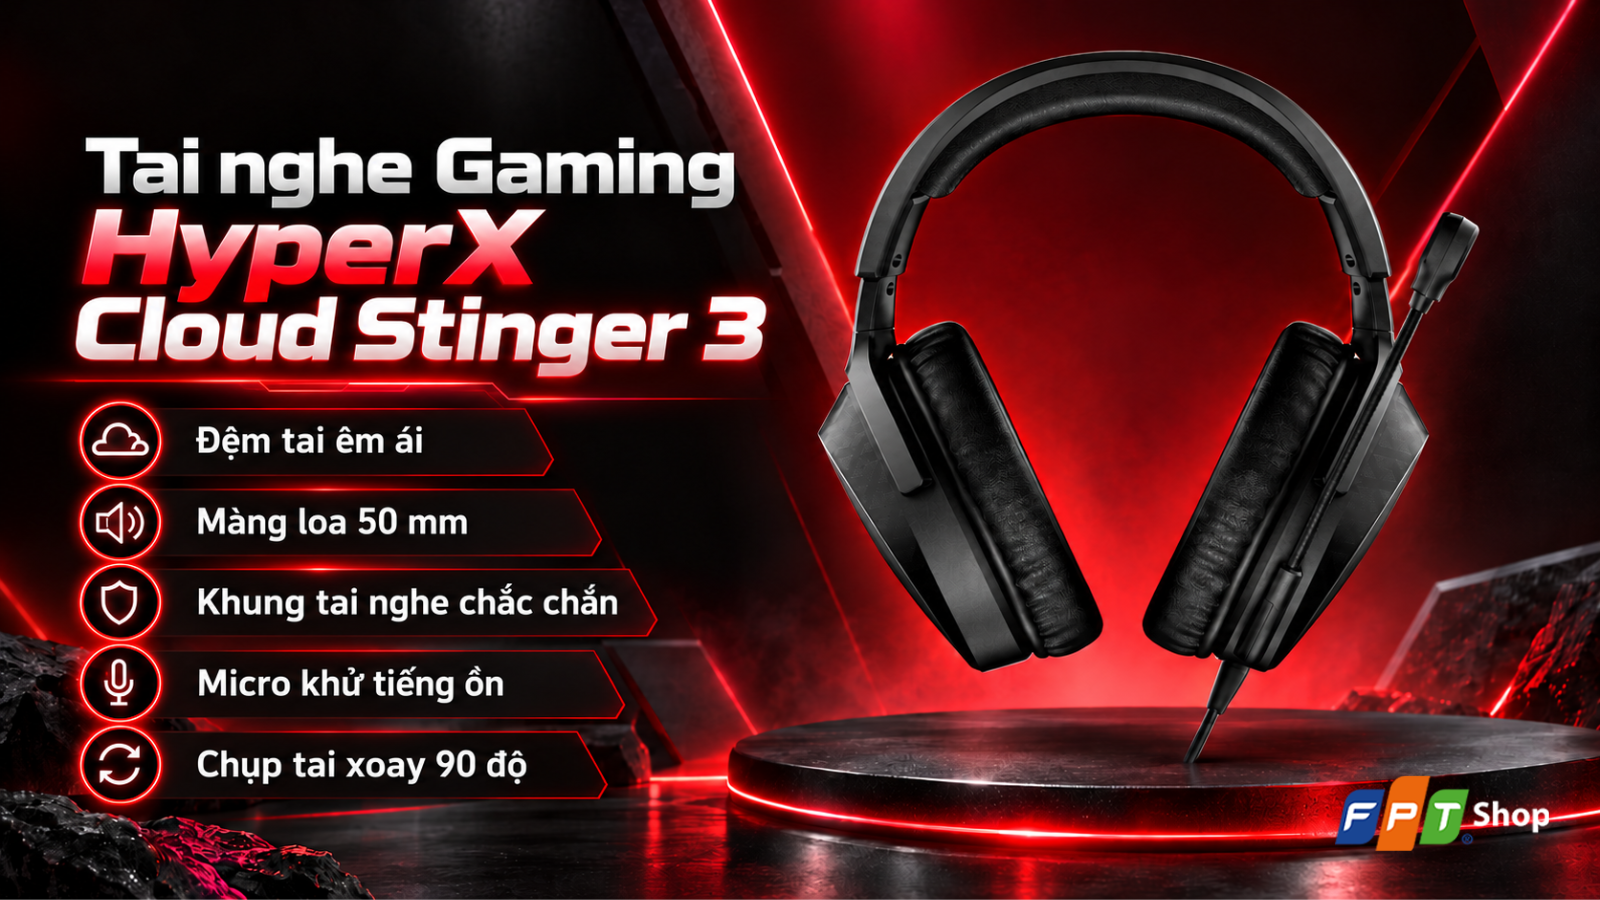 Tai nghe Gaming
HyperX
Cloud Stinger 3
Đệm tai êm ái
Màng loa 50 mm
Khung tai nghe chắc chắn
Micro khử tiếng ồn
Chụp tai xoay 90 độ
FPT Shop